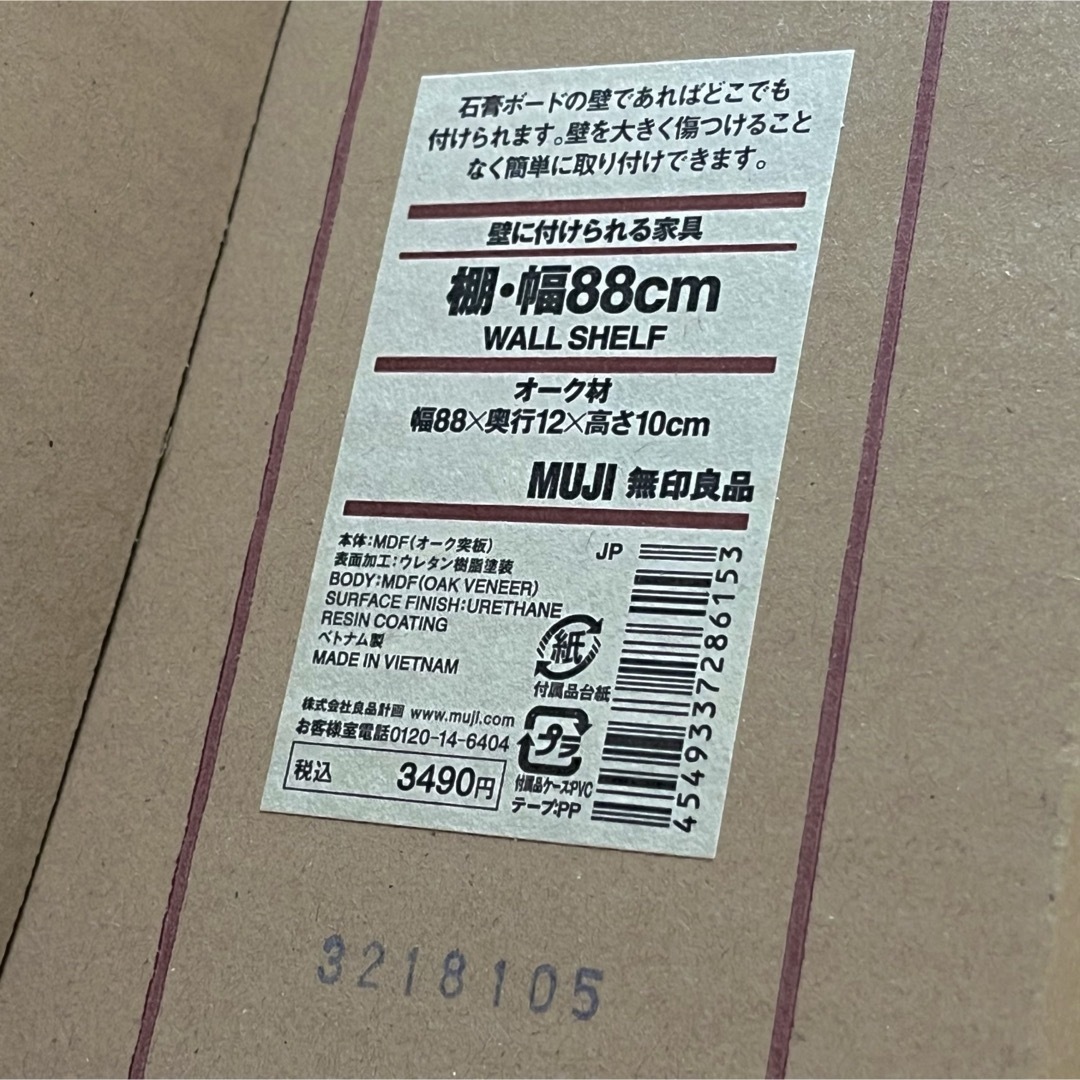 石膏ボードの壁であればどこでも
付けられます。壁を大きく傷つけること
なく簡単に取り付けできます。
壁に付けられる家具
棚・幅88cm
WALL SHELF
オーク材
幅88×奥行12×高さ10cm
MUJI 無印良品
本体:MDF(オーク突板)
表面加工:ウレタン樹脂塗装
BODY:MDF(OAK VENEER)
SURFACE FINISH:URETHANE
RESIN COATING
ベトナム製
MADE IN VIETNAM
株式会社良品計画 www.muji.com
お客様室電話0120-14-6404
税込 3490円
JP
紙
付属品台紙
プラ
付属品ケース:PVC
テープ:PP
4549337286153
3218105